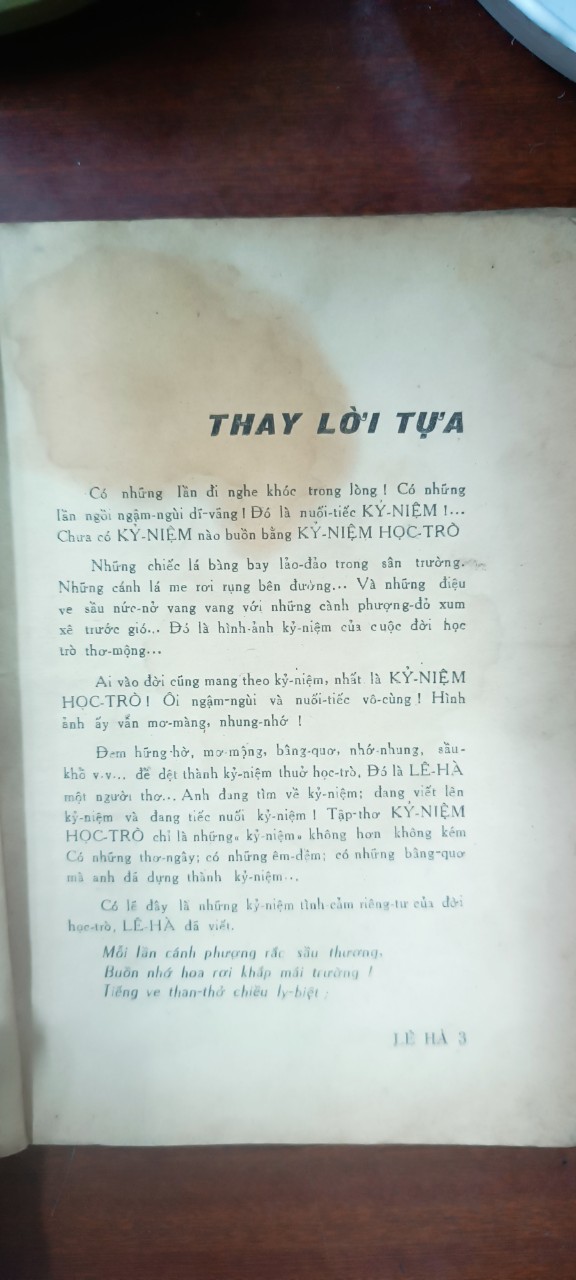 THAY LỜI TỰA
Có những lần đi nghe khóc trong lòng ! Có những
lần ngồi ngậm-ngùi dĩ-vãng ! Đó là nuối-tiếc KỶ-NIỆM !...
Chưa có KỶ-NIỆM nào buồn bằng KỶ-NIỆM HỌC-TRÒ
Những chiếc lá bàng bay lảo-đảo trong sân trường.
Những cánh lá me rơi rụng bên đường... Và những điệu
ve sầu nức-nở vang vang với những cành phượng-đỏ xum
xê trước gió... Đó là hình-ảnh kỷ-niệm của cuộc đời học
trò thơ-mộng...
Ai vào đời cũng mang theo kỷ-niệm, nhất là KỶ-NIỆM
HỌC-TRÒ ! Ôi ngậm-ngùi và nuối-tiếc vô-cùng ! Hình
ảnh ấy vẫn mơ-màng, nhung-nhớ !
Đem hững-hờ, mơ-mộng, bâng-quơ, nhớ-nhung, sầu-
khổ v.v... để dệt thành kỷ-niệm thuở học-trò. Đó là LÊ-HÀ
một người thơ... Anh đang tìm về kỷ-niệm; đang viết lên
kỷ-niệm và đang tiếc nuối kỷ-niệm ! Tập-thơ KỶ-NIỆM
HỌC-TRÒ chỉ là những« kỷ-niệm» không hơn không kém
Có những thơ-ngây; có những êm-đềm; có những bâng-quơ
mà anh đã dựng thành kỷ-niệm...
Có lẽ đây là những kỷ-niệm tình-cảm riêng-tư của đời
học-trò, LÊ-HÀ đã viết.
Mỗi lần cánh phượng rắc sầu thương,
Buồn nhớ hoa rơi khắp mái trường !
Tiếng ve than-thở chiều ly-biệt ;
LÊ HÀ 3